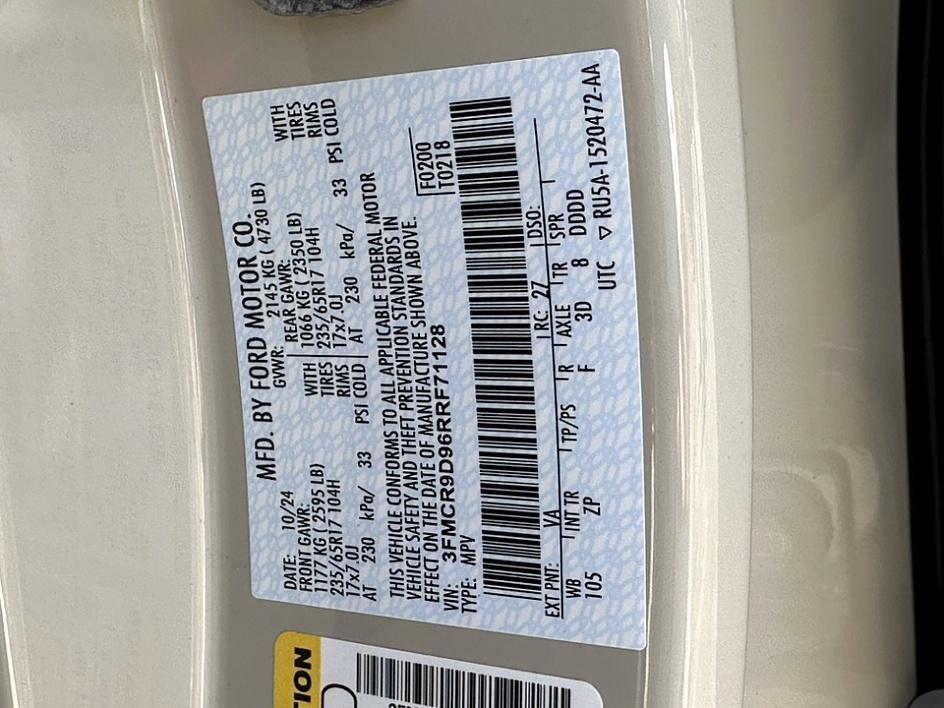 MFD. BY FORD MOTOR CO.
DATE: 10/24 GVWR: 2145 KG ( 4730 LB)
FRONT GAWR: REAR GAWR:
1177 KG ( 2595 LB) WITH 1066 KG ( 2350 LB) WITH
235/65R17 104H TIRES 235/65R17 104H TIRES
17x7.0J RIMS 17x7.0J RIMS
AT 230 kPa/ 33 PSI COLD AT 230 kPa/ 33 PSI COLD
THIS VEHICLE CONFORMS TO ALL APPLICABLE FEDERAL MOTOR
VEHICLE SAFETY AND THEFT PREVENTION STANDARDS IN
EFFECT ON THE DATE OF MANUFACTURE SHOWN ABOVE.
VIN: 3FMCR9D96RRF71128 F0200
TYPE: MPV T0218
EXT PNT: VA RC: 27 DSO:
WB INT TR TP/PS R AXLE TR SPR
105 ZP F 3D 8 DDDD
UTC ▽ RU5A-1520472-AA
TION